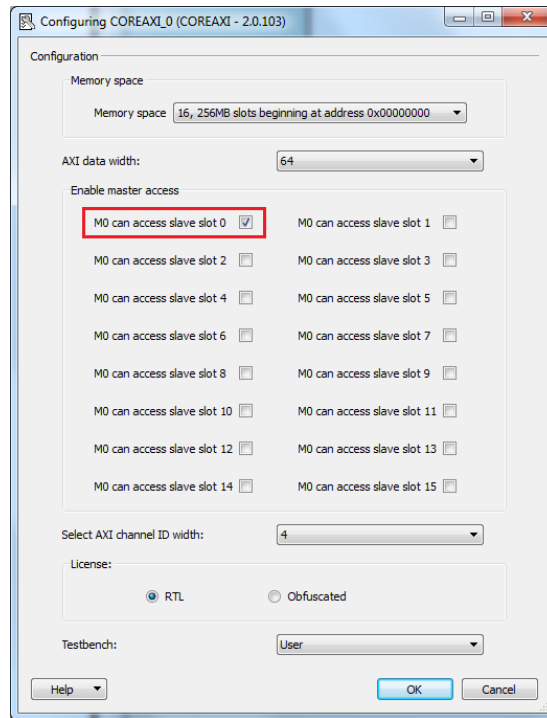 Configuring COREAXI_0 (COREAXI - 2.0.103)
Configuration
Memory space
Memory space 16, 256MB slots beginning at address 0x00000000
AXI data width: 64
Enable master access
M0 can access slave slot 0 M0 can access slave slot 1
M0 can access slave slot 2 M0 can access slave slot 3
M0 can access slave slot 4 M0 can access slave slot 5
M0 can access slave slot 6 M0 can access slave slot 7
M0 can access slave slot 8 M0 can access slave slot 9
M0 can access slave slot 10 M0 can access slave slot 11
M0 can access slave slot 12 M0 can access slave slot 13
M0 can access slave slot 14 M0 can access slave slot 15
Select AXI channel ID width: 4
License:
RTL Obfuscated
Testbench: User
Help OK Cancel